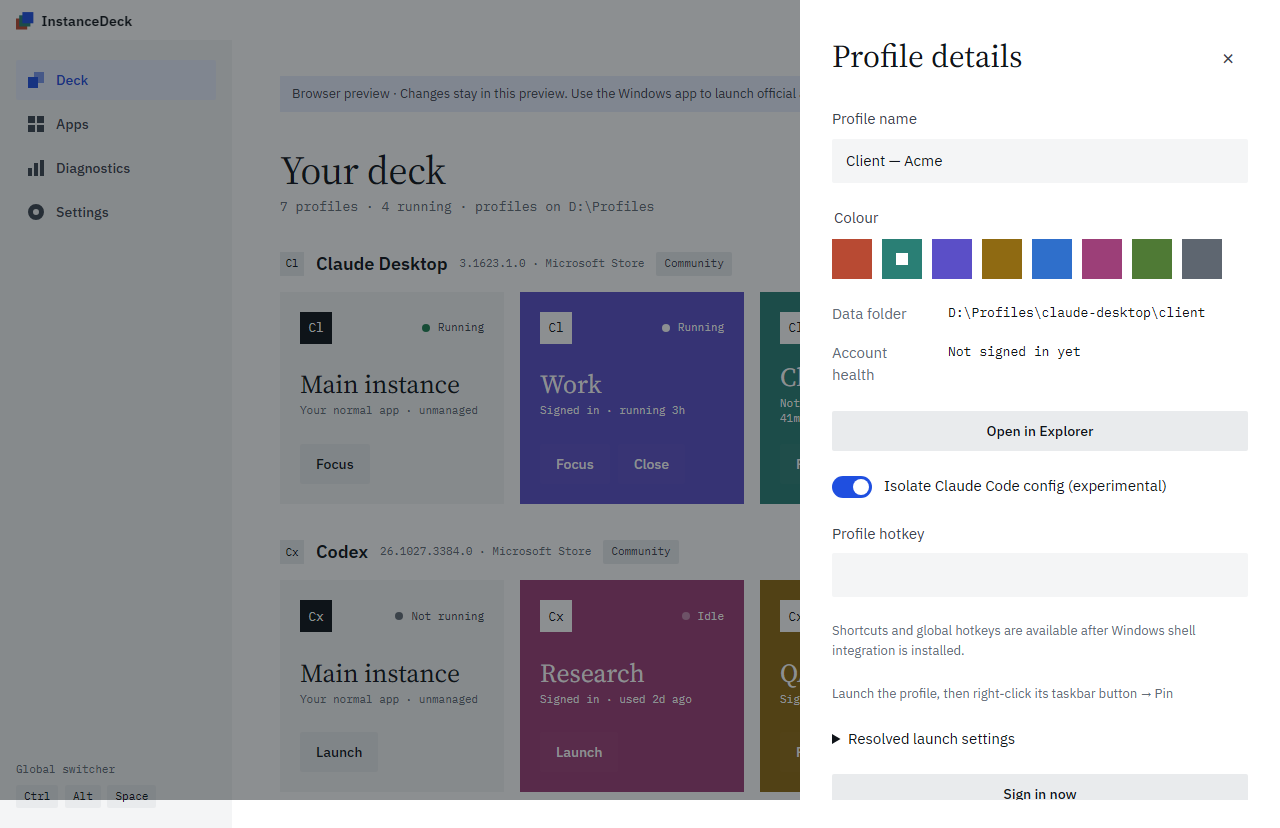 InstanceDeck
Deck
Apps
Diagnostics
Settings
Global switcher
Ctrl Alt Space
Browser preview · Changes stay in this preview. Use the Windows app to launch official
Your deck
7 profiles · 4 running · profiles on D:\Profiles
Cl Claude Desktop 3.1623.1.0 · Microsoft Store Community
Cl Running
Main instance
Your normal app · unmanaged
Focus
Cl Running
Work
Signed in · running 3h
Focus Close
Not
41m
Cx Codex 26.1027.3384.0 · Microsoft Store Community
Cx Not running
Main instance
Your normal app · unmanaged
Launch
Cx Idle
Research
Signed in · used 2d ago
Launch
Profile details
×
Profile name
Client — Acme
Colour
Data folder D:\Profiles\claude-desktop\client
Account health Not signed in yet
Open in Explorer
Isolate Claude Code config (experimental)
Profile hotkey
Shortcuts and global hotkeys are available after Windows shell
integration is installed.
Launch the profile, then right-click its taskbar button → Pin
Resolved launch settings
Sign in now